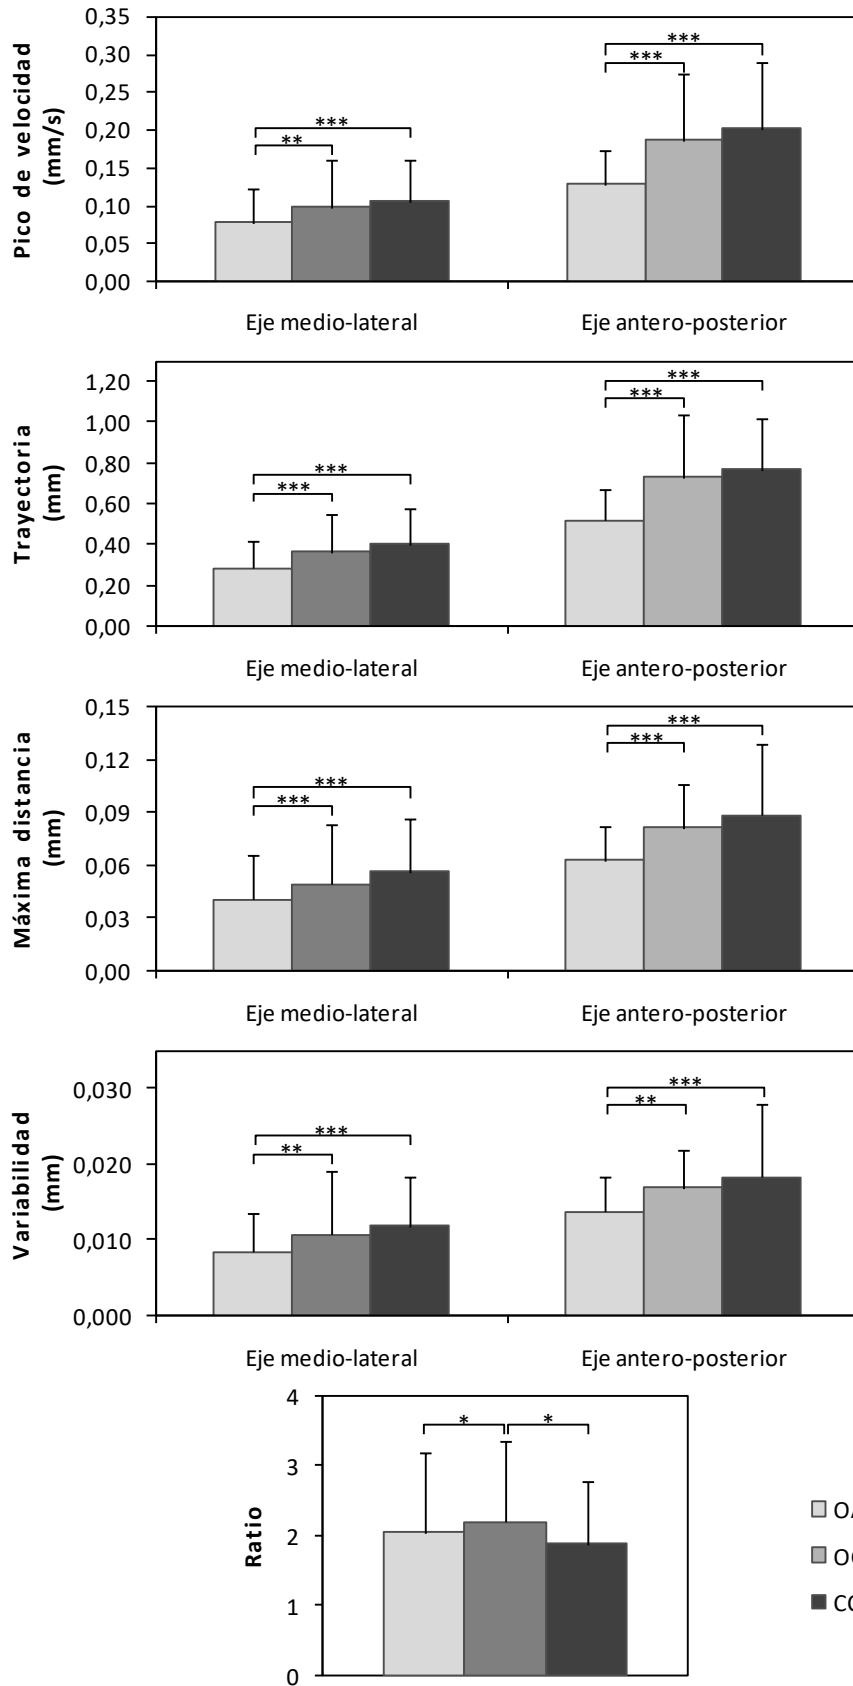 Pico de velocidad
(mm/s)
0,35
0,30
0,25
0,20
0,15
0,10
0,05
0,00
***
**
***
***
Eje medio-lateral
Eje antero-posterior
Trayectoria
(mm)
1,20
1,00
0,80
0,60
0,40
0,20
0,00
***
***
***
***
Eje medio-lateral
Eje antero-posterior
Máxima distancia
(mm)
0,15
0,12
0,09
0,06
0,03
0,00
***
***
***
***
Eje medio-lateral
Eje antero-posterior
Variabilidad
(mm)
0,030
0,020
0,010
0,000
***
**
***
**
Eje medio-lateral
Eje antero-posterior
Ratio
4
3
2
1
0
*
*